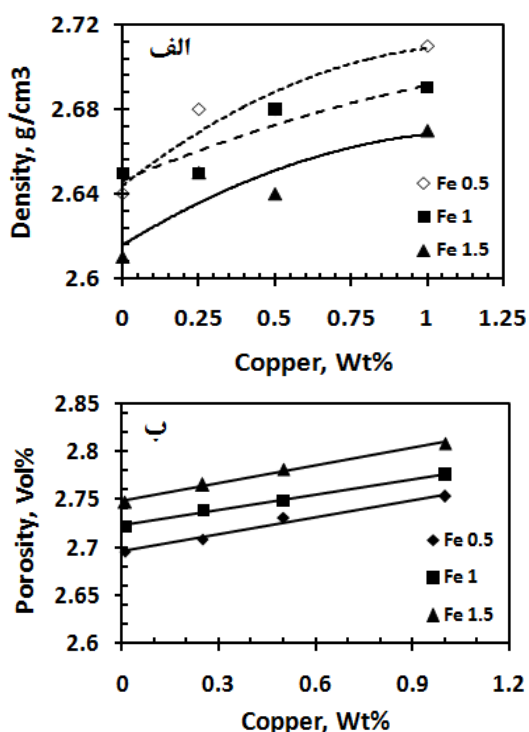 الف
Density, g/cm3
2.72
2.68
2.64
2.6
Fe 0.5
Fe 1
Fe 1.5
0 0.25 0.5 0.75 1 1.25
Copper, Wt%
ب
Porosity, Vol%
2.85
2.8
2.75
2.7
2.65
2.6
Fe 0.5
Fe 1
Fe 1.5
0 0.3 0.6 0.9 1.2
Copper, Wt%